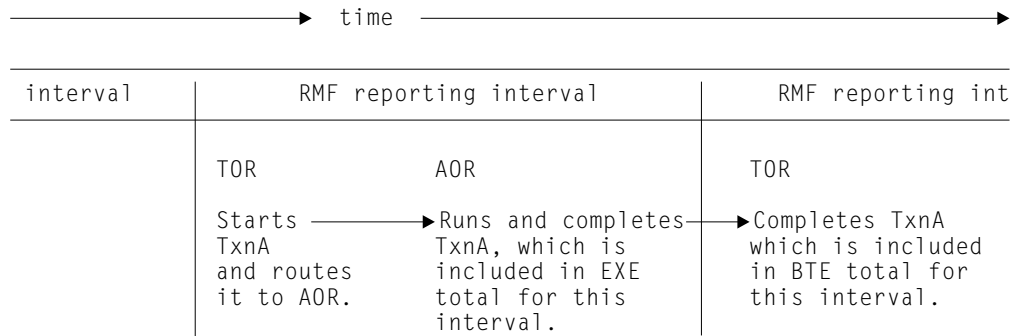 time
interval
RMF reporting interval
RMF reporting int
TOR
AOR
TOR
Starts
TxnA
and routes
it to AOR.
Runs and completes
TxnA, which is
included in EXE
total for this
interval.
Completes TxnA
which is included
in BTE total for
this interval.